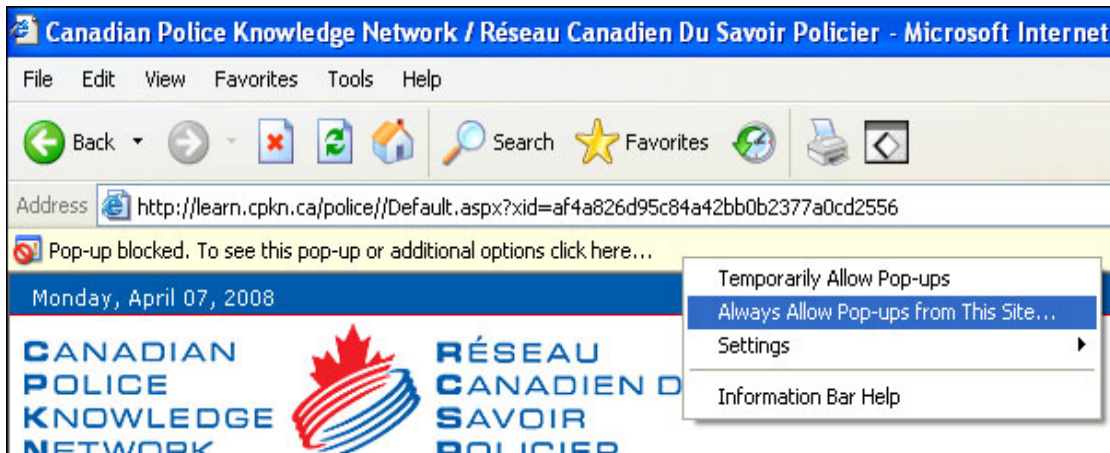 Canadian Police Knowledge Network / Réseau Canadien Du Savoir Policier - Microsoft Internet
File Edit View Favorites Tools Help
Back Search Favorites
Address http://learn.cpkn.ca/police//Default.aspx?xid=af4a826d95c84a42bb0b2377a0cd2556
Pop-up blocked. To see this pop-up or additional options click here...
Temporarily Allow Pop-ups
Always Allow Pop-ups from This Site...
Settings
Information Bar Help
Monday, April 07, 2008
CANADIAN
POLICE
KNOWLEDGE
NETWORK
RÉSEAU
CANADIEN D
SAVOIR
POLICIER